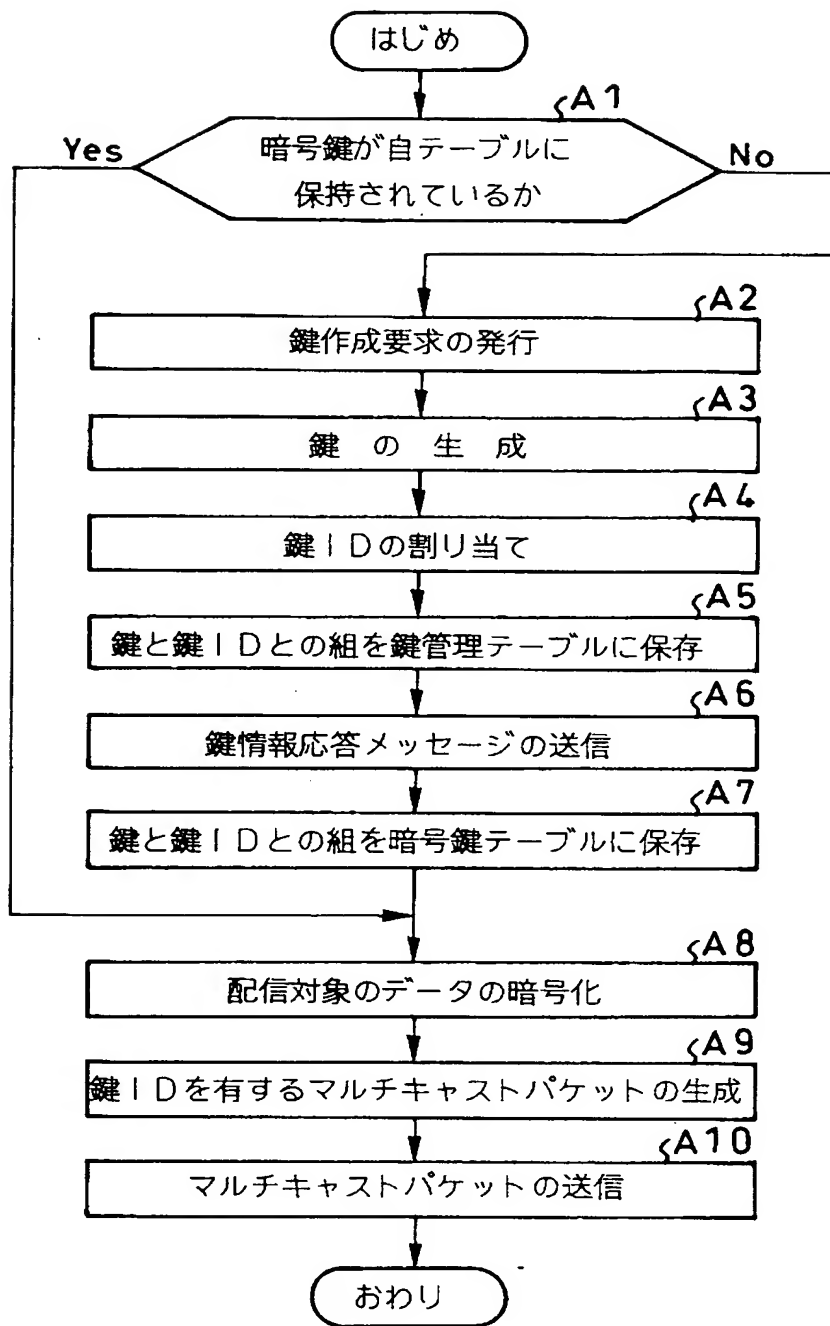 はじめ
A1
Yes
暗号鍵が自テーブルに
保持されているか
No
A2
鍵作成要求の発行
A3
鍵の生成
A4
鍵IDの割り当て
A5
鍵と鍵IDとの組を鍵管理テーブルに保存
A6
鍵情報応答メッセージの送信
A7
鍵と鍵IDとの組を暗号鍵テーブルに保存
A8
配信対象のデータの暗号化
A9
鍵IDを有するマルチキャストパケットの生成
A10
マルチキャストパケットの送信
おわり